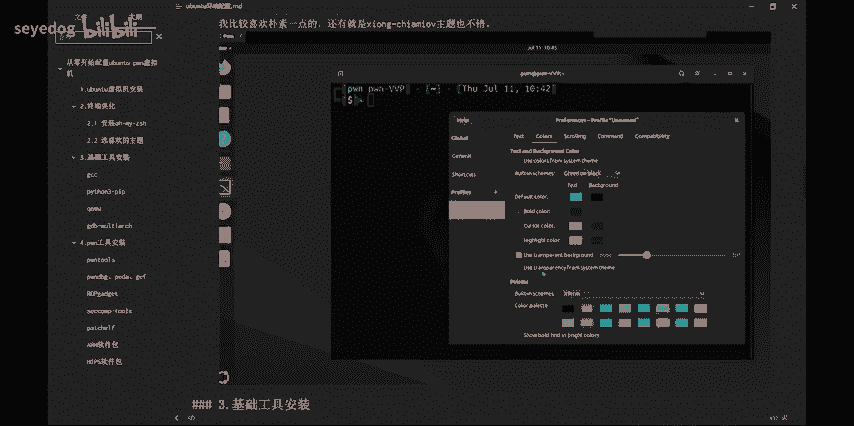 seyedog bilibili
ubuntu环境配置.md
我比较喜欢朴素一点的，还有就是xiong-chiamiov主题也不错。
从零开始配置ubuntu pwn虚拟机
1.ubuntu虚拟机安装
2.终端美化
2.1 安装oh-my-zsh
2.2 选喜欢的主题
3.基础工具安装
gcc
python3-pip
qemu
gdb-multiarch
4.pwn工具安装
pwntools
pwndbg、peda、gef
ROPgadget
seccomp-tools
patchelf
ARM软件包
MIPS软件包
Jul 11 10:43
[pwn pwn-VVP] - [~] - [Thu Jul 11, 10:42]
$
Help
Preferences - Profile "Unnamed"
Global
General
Shortcuts
Profiles +
Text Colors Scrolling Command Compatibility
Text and Background Color
Use colors from system theme
Built-in schemes:
Text Background
Default color:
Bold color:
Cursor color:
Highlight color:
Use transparent background
Use transparency from system theme
Palette
Built-in schemes:
Color palette:
Show bold text in bright colors
### 3.基础工具安装